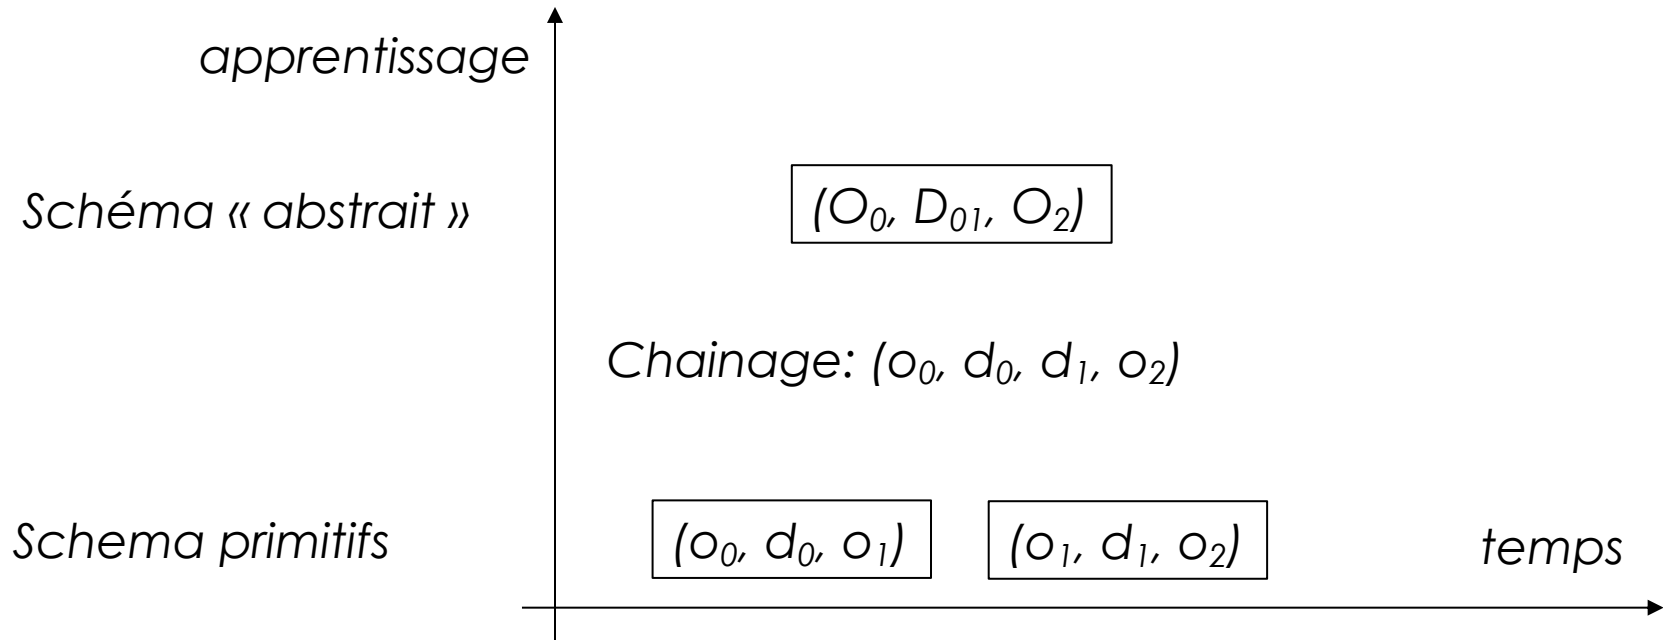 apprentissage
Schéma « abstrait »
(O₀, D₀₁, O₂)
Chainage: (o₀, d₀, d₁, o₂)
Schema primitifs
(o₀, d₀, o₁)
(o₁, d₁, o₂)
temps